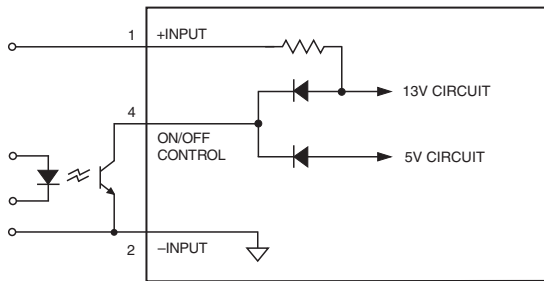 1
+INPUT
13V CIRCUIT
4
ON/OFF
CONTROL
5V CIRCUIT
2
–INPUT